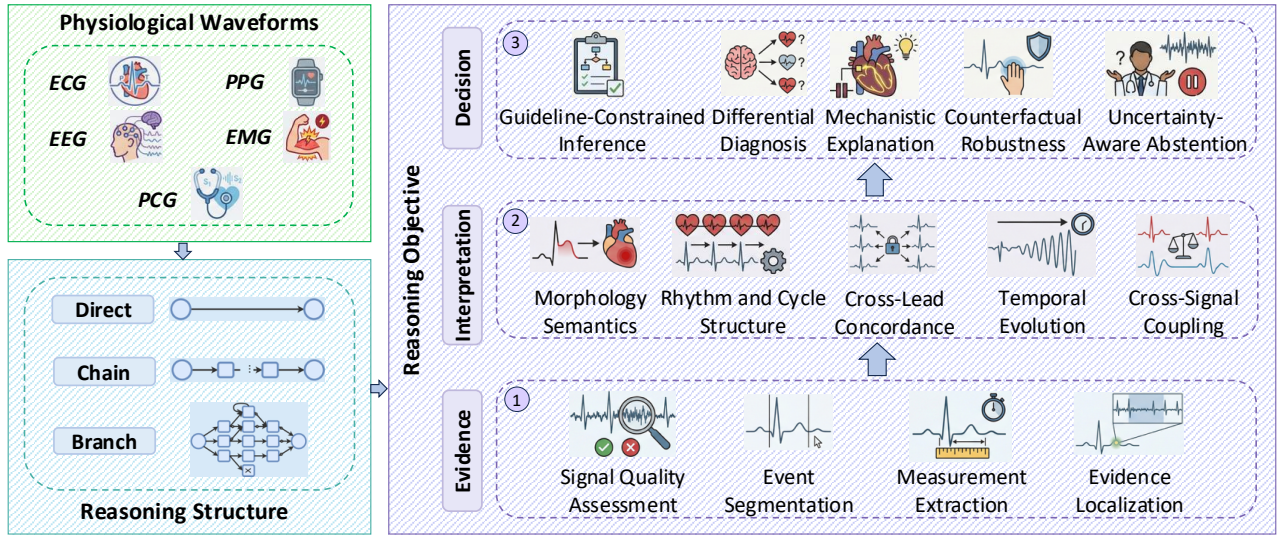 Physiological Waveforms
ECG
PPG
EEG
EMG
S1
S2
PCG
Direct
Chain
Branch
X
Reasoning Structure
Reasoning Objective
Decision
3
?
?
?
?
?
Guideline-Constrained
Inference
Differential
Diagnosis
Mechanistic
Explanation
Counterfactual
Robustness
Uncertainty-
Aware Abstention
Interpretation
2
Morphology
Semantics
Rhythm and Cycle
Structure
Cross-Lead
Concordance
Temporal
Evolution
Cross-Signal
Coupling
Evidence
1
Signal Quality
Assessment
Event
Segmentation
Measurement
Extraction
Evidence
Localization